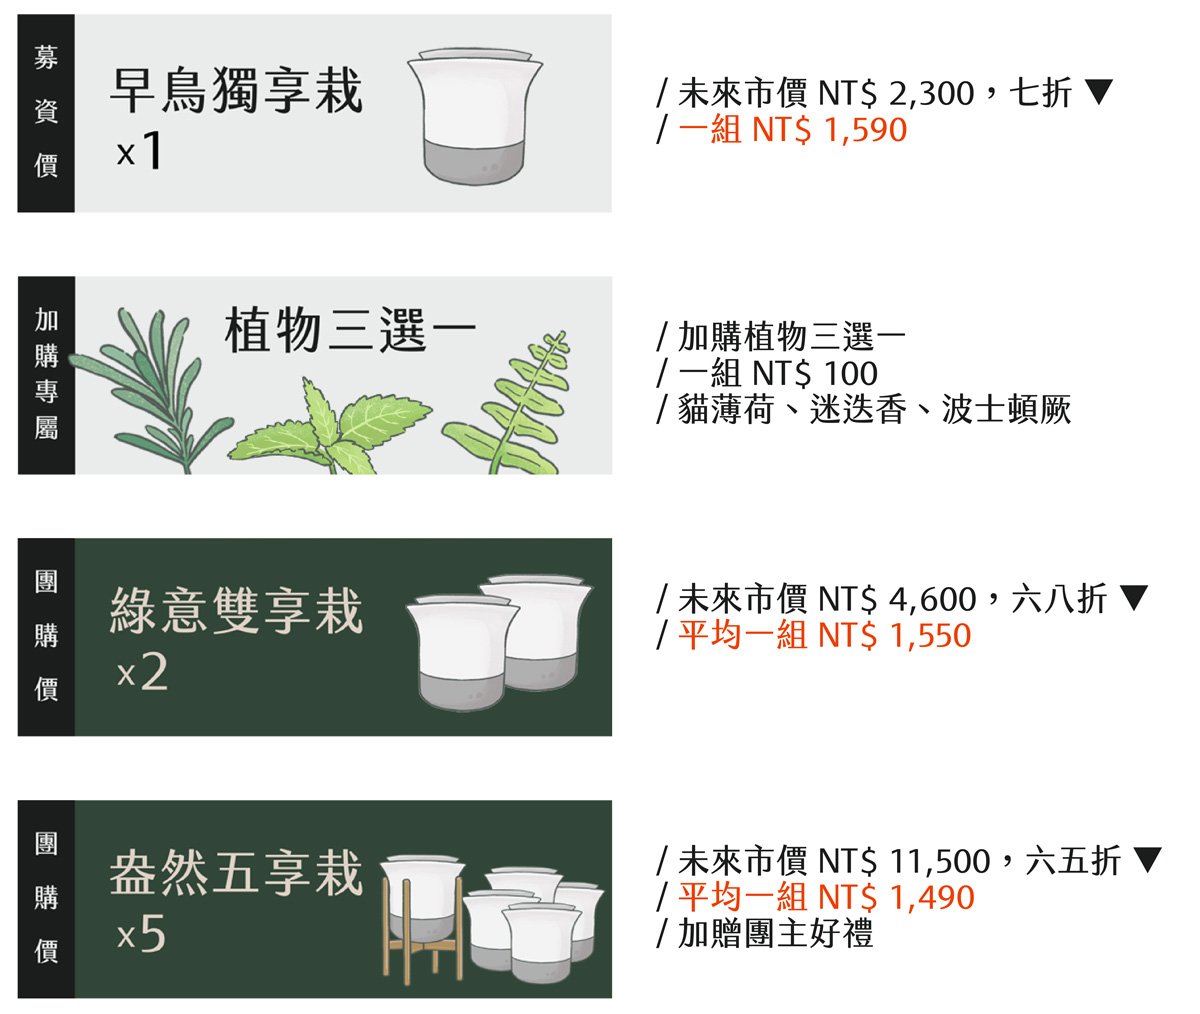 募資價
早鳥獨享栽
x1
/ 未來市價 NT$ 2,300，七折 ▼
/ 一組 NT$ 1,590
加購專屬
植物三選一
/ 加購植物三選一
/ 一組 NT$ 100
/ 貓薄荷、迷迭香、波士頓厥
團購價
綠意雙享栽
x2
/ 未來市價 NT$ 4,600，六八折 ▼
/ 平均一組 NT$ 1,550
團購價
盎然五享栽
x5
/ 未來市價 NT$ 11,500，六五折 ▼
/ 平均一組 NT$ 1,490
/ 加贈團主好禮